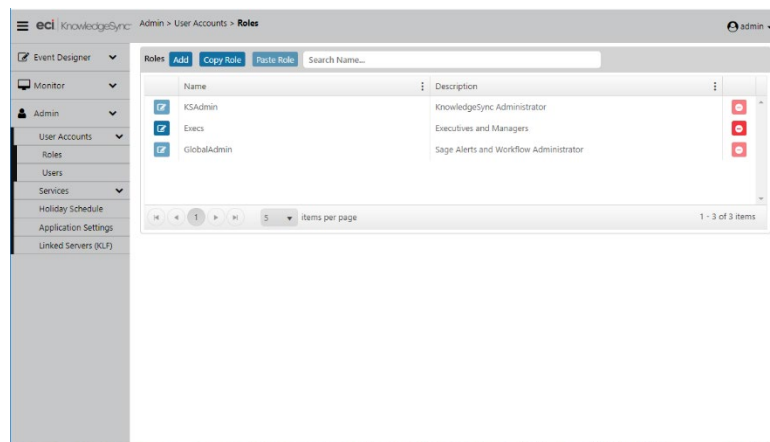 eci KnowledgeSync
Admin > User Accounts > Roles
admin
Event Designer
Monitor
Admin
User Accounts
Roles
Users
Services
Holiday Schedule
Application Settings
Linked Servers (KLF)
Roles Add Copy Role Paste Role Search Name...
Name Description
KSAdmin KnowledgeSync Administrator
Execs Executives and Managers
GlobalAdmin Sage Alerts and Workflow Administrator
1 5 items per page 1 - 3 of 3 items